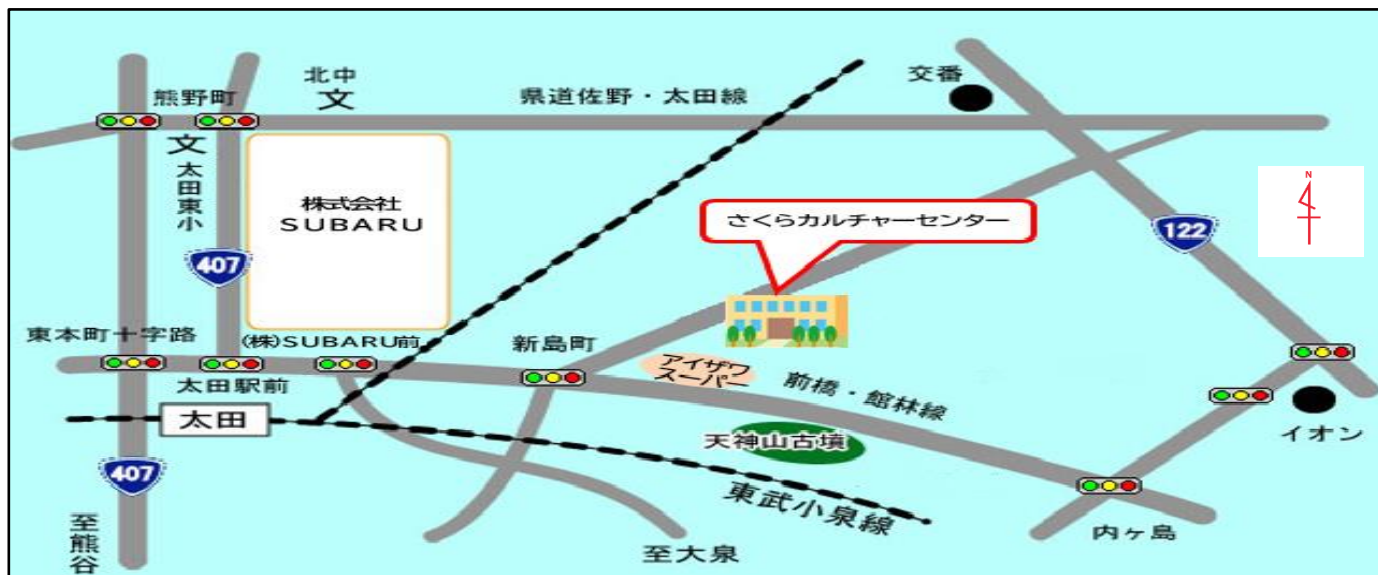 北中
文
交番
熊野町
県道佐野・太田線
文
太田東小
株式会社
SUBARU
N
さくらカルチャーセンター
122
407
東本町十字路
(株)SUBARU前
新島町
アイザワ
スーパー
太田駅前
前橋・館林線
太田
天神山古墳
イオン
407
東武小泉線
至熊谷
至大泉
内ヶ島